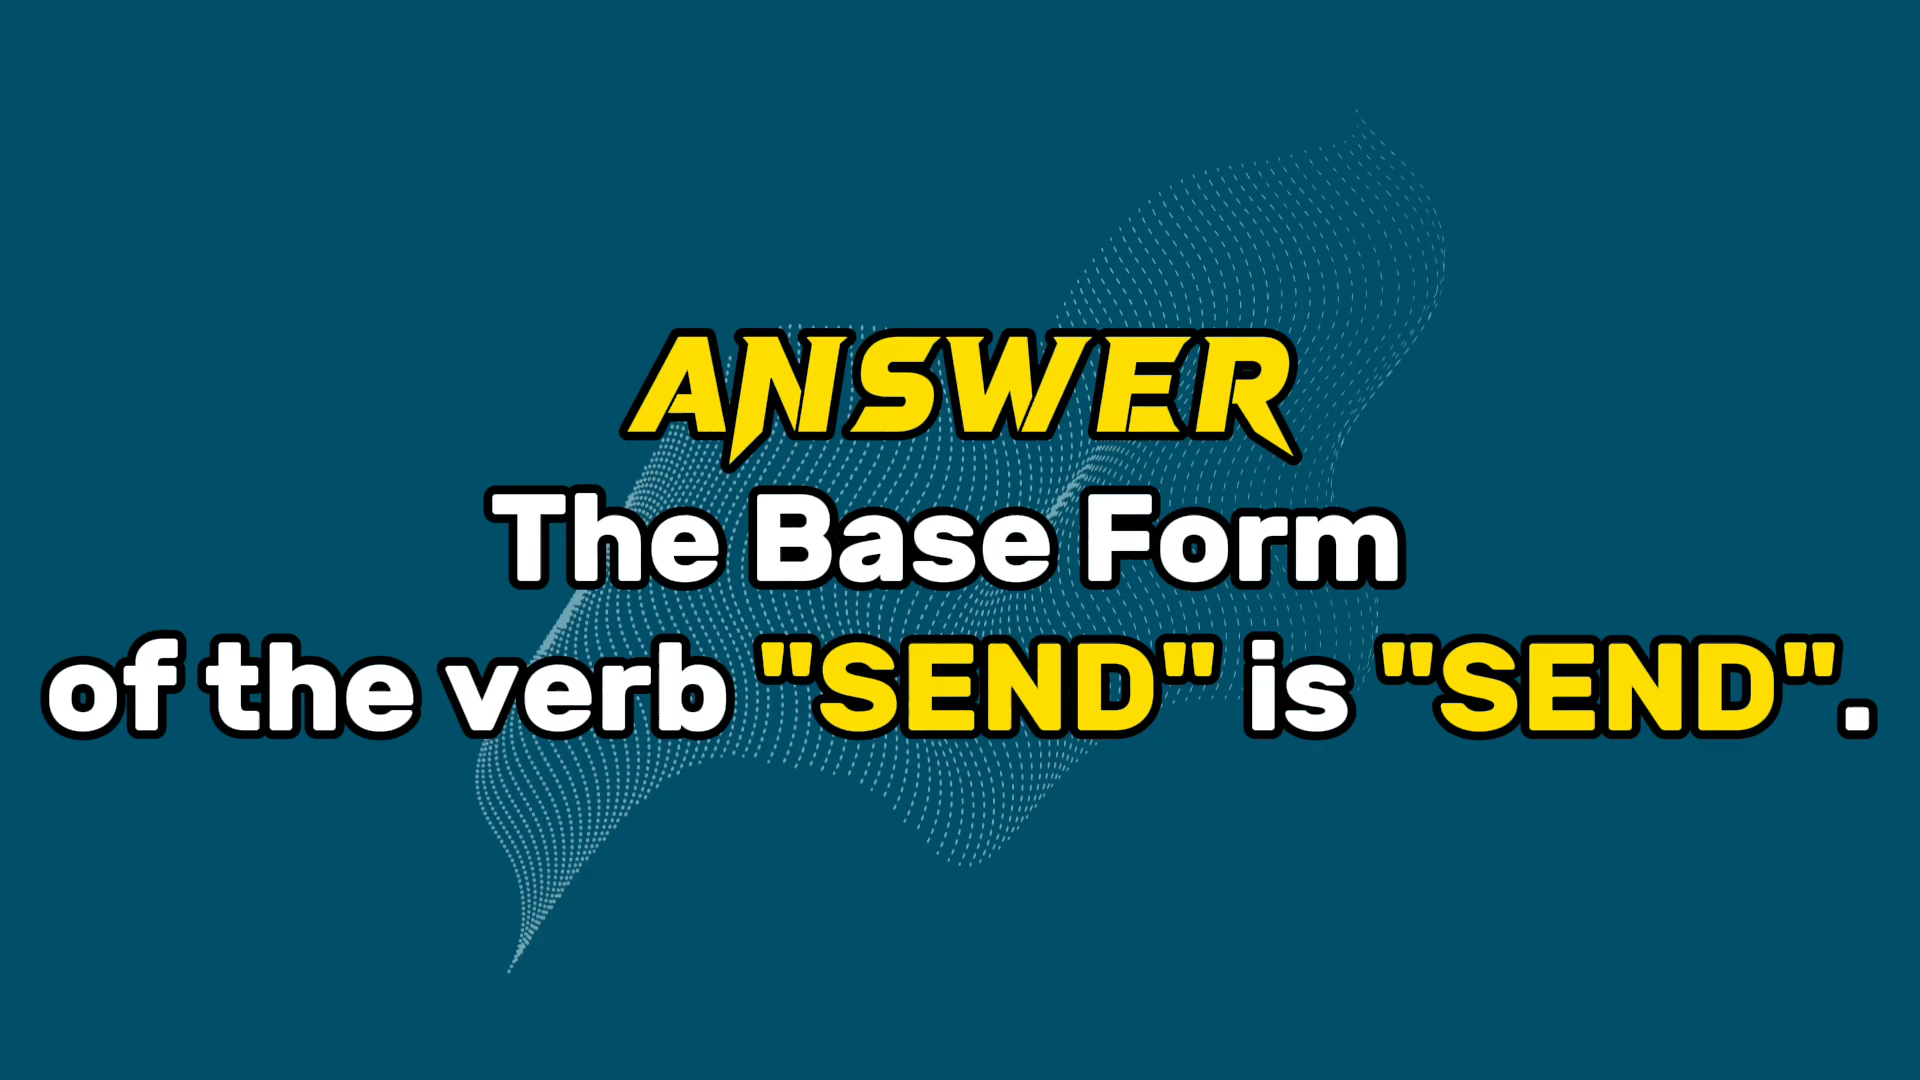 ANSWER
The Base Form
of the verb "SEND" is "SEND".